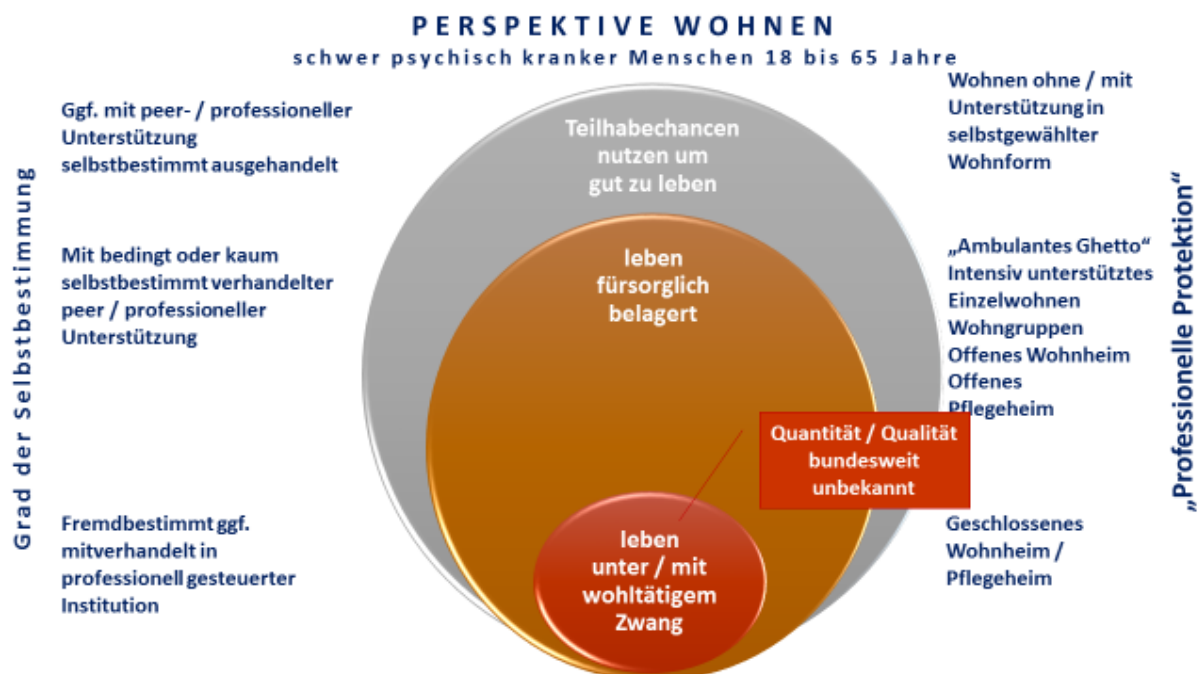 PERSPEKTIVE WOHNEN
schwer psychisch kranker Menschen 18 bis 65 Jahre
Grad der Selbstbestimmung
Ggf. mit peer- / professioneller
Unterstützung
selbstbestimmt ausgehandelt
Mit bedingt oder kaum
selbstbestimmt verhandelter
peer / professioneller
Unterstützung
Fremdbestimmt ggf.
mitverhandelt in
professionell gesteuerter
Institution
Teilhabechancen
nutzen um
gut zu leben
leben
fürsorglich
belagert
Quantität / Qualität
bundesweit
unbekannt
leben
unter / mit
wohltätigem
Zwang
Wohnen ohne / mit
Unterstützung in
selbstgewählter
Wohnform
„Ambulantes Ghetto“
Intensiv unterstütztes
Einzelwohnen
Wohngruppen
Offenes Wohnheim
Offenes
Pflegeheim
Geschlossenes
Wohnheim /
Pflegeheim
„Professionelle Protektion“